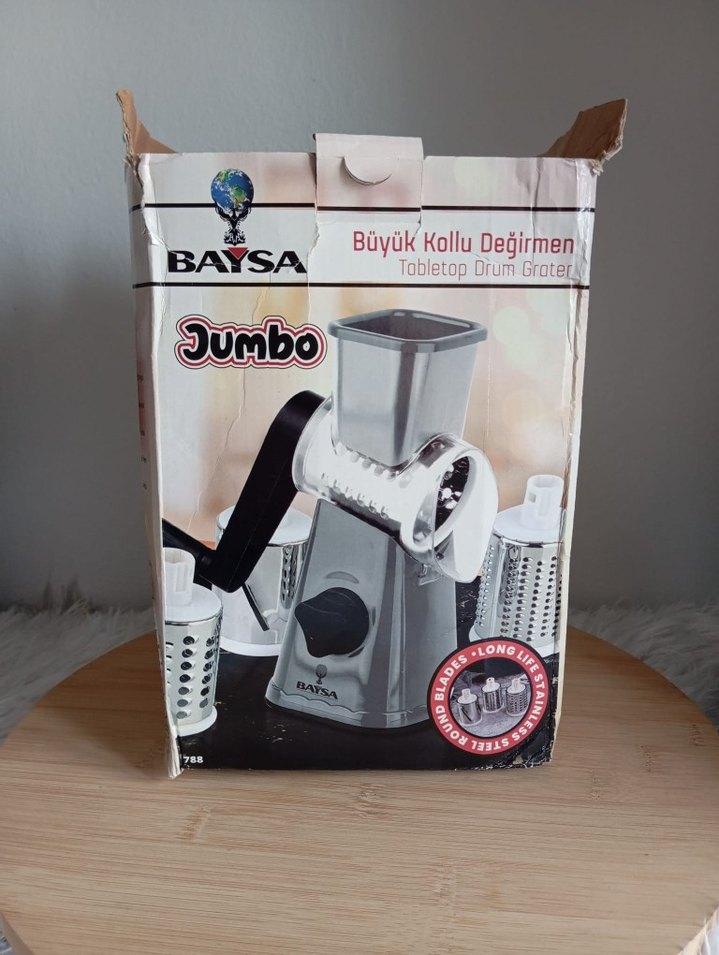 BAYSA
Büyük Kollu Değirmen
Tabletop Drum Grater
Jumbo
BAYSA
ROUND BLADES • LONG LIFE STAINLESS STEEL
788